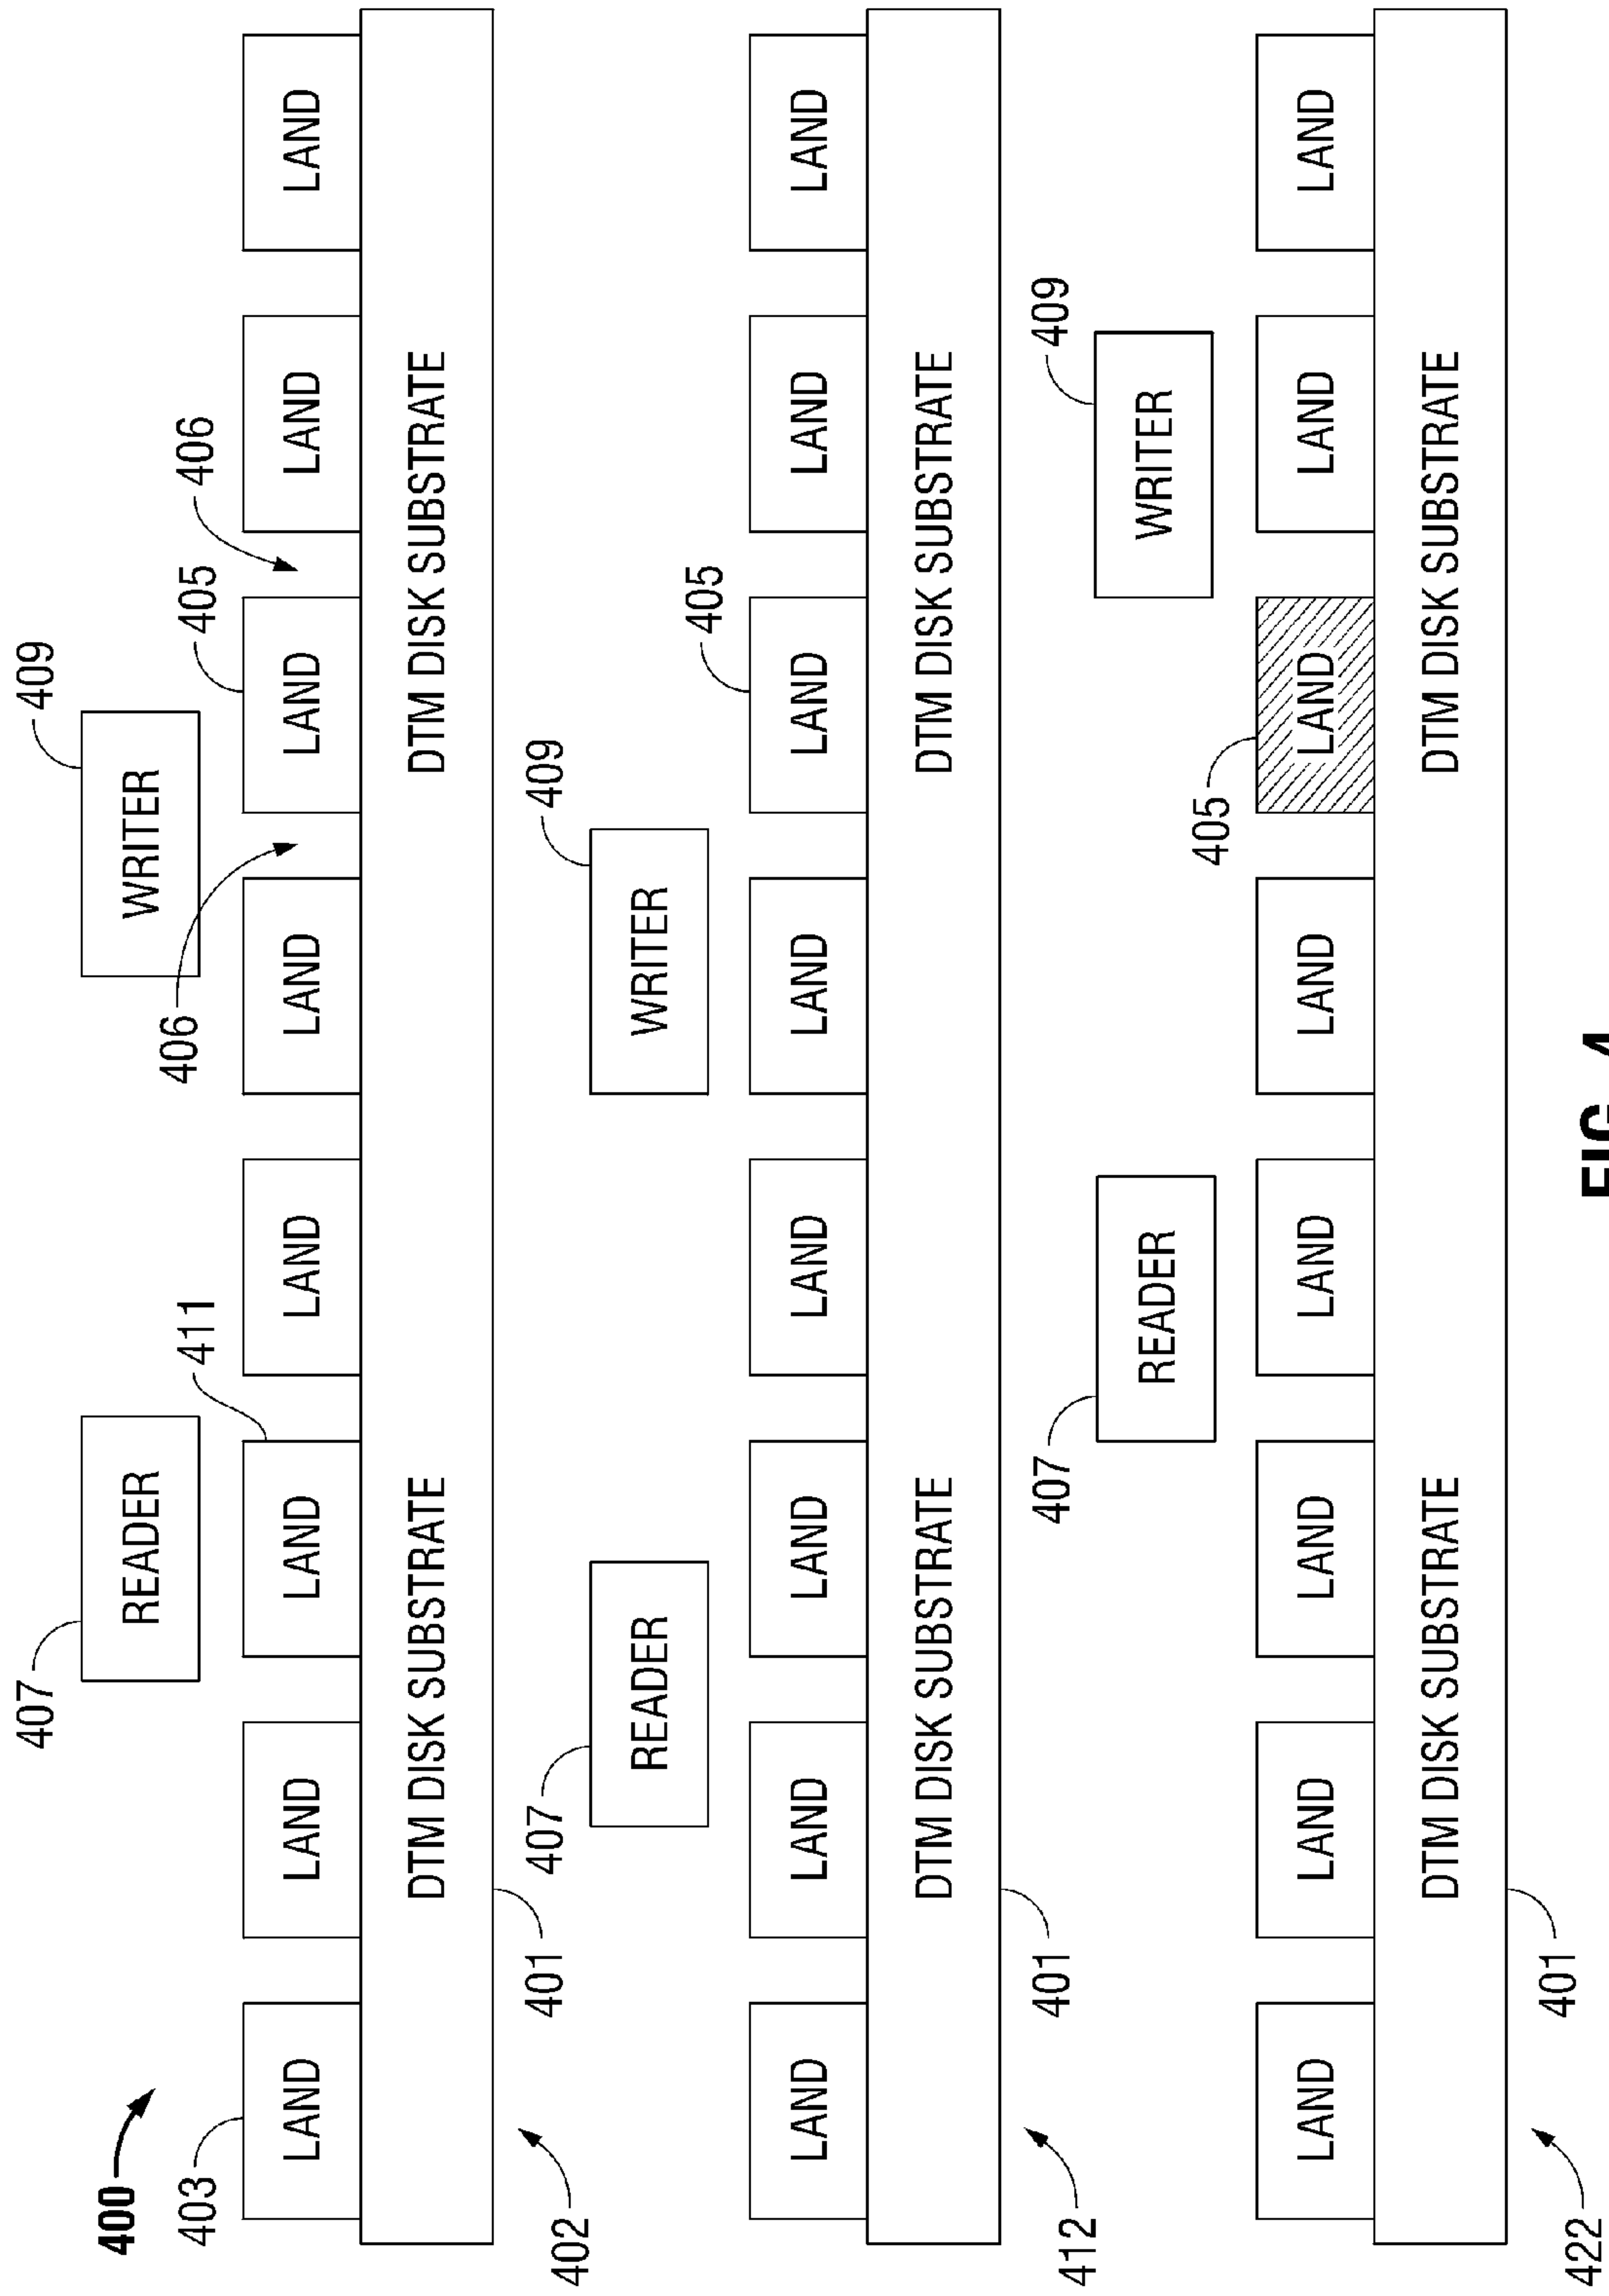 400
407
409
READER
WRITER
403
411
406
405
406
LAND LAND LAND LAND LAND LAND LAND LAND
DTM DISK SUBSTRATE DTM DISK SUBSTRATE
402
401
407
409
READER
WRITER
405
LAND LAND LAND LAND LAND LAND LAND LAND
DTM DISK SUBSTRATE DTM DISK SUBSTRATE
412
401
407
409
READER
WRITER
405
LAND LAND LAND LAND LAND LAND LAND LAND
DTM DISK SUBSTRATE DTM DISK SUBSTRATE
422
401